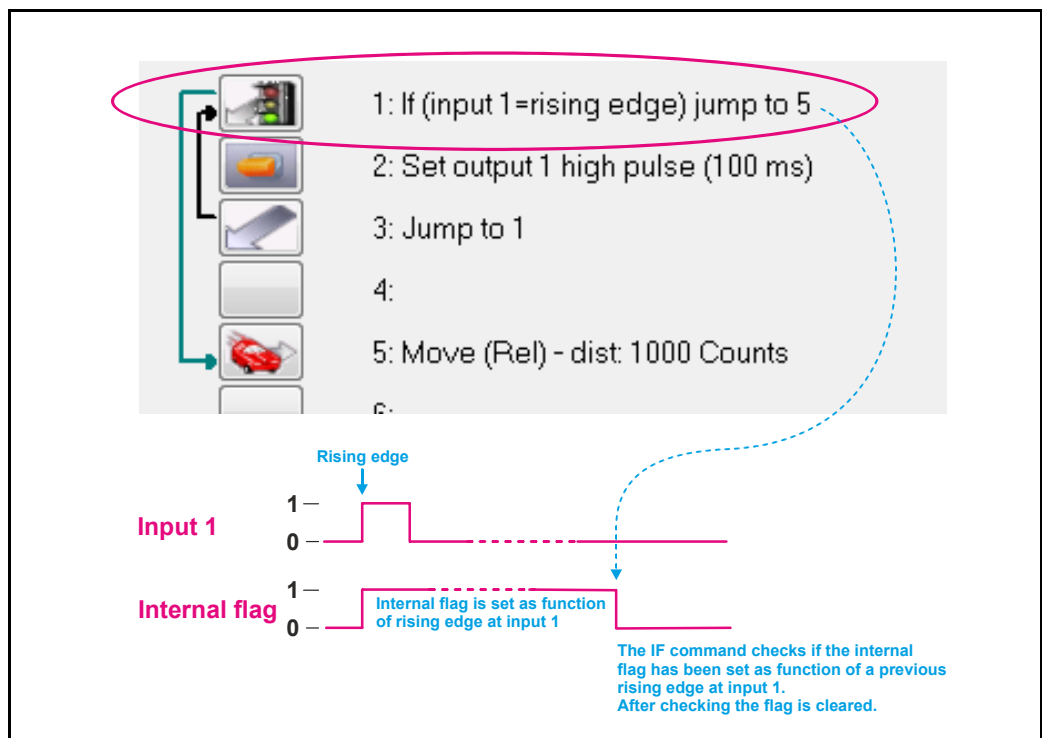 1: If (input 1=rising edge) jump to 5
2: Set output 1 high pulse (100 ms)
3: Jump to 1
4:
5: Move (Rel) - dist: 1000 Counts
Rising edge
Input 1
1
0
Internal flag
1
0
Internal flag is set as function
of rising edge at input 1
The IF command checks if the internal
flag has been set as function of a previous
rising edge at input 1.
After checking the flag is cleared.